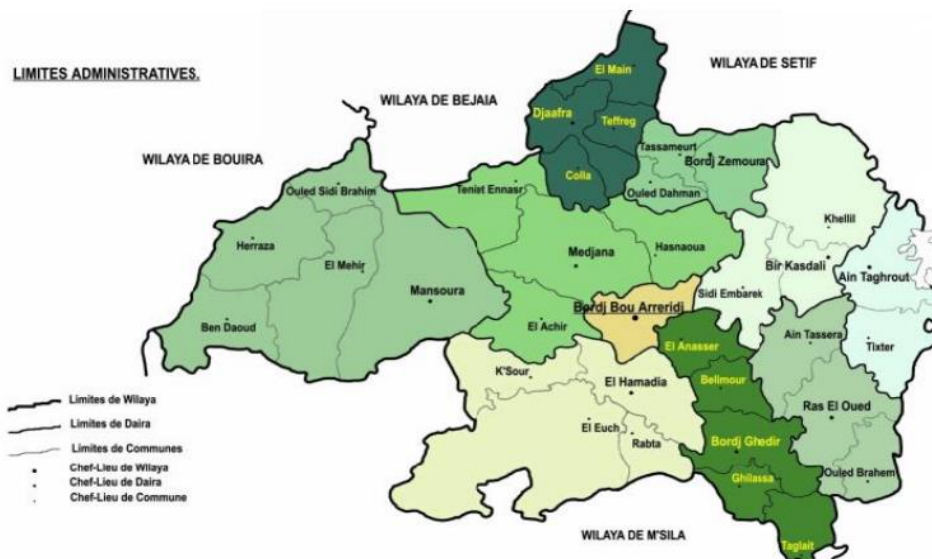 LIMITES ADMINISTRATIVES.
WILAYA DE SETIF
WILAYA DE BEJAIA
WILAYA DE BOUIRA
El Main
Djaafra
Teffreg
Tassameurt
Bordj Zemoura
Colla
Ouled Dahman
Teniet Ennasr
Ouled Sidi Brahim
Khellil
Herraza
El Mehir
Medjana
Hasnaoua
Bir Kasdali
Ain Taghrout
Mansoura
Sidi Embarek
Bordj Bou Arreridj
Ben Daoud
El Achir
El Anasser
Ain Tassera
Tixter
K'Sour
El Hamadia
Belimour
Ras El Oued
El Euch
Rabta
Bordj Ghedir
Ghilassa
Ouled Brahem
Taglait
WILAYA DE M'SILA
Limites de Wilaya
Limites de Daira
Limites de Communes
Chef-Lieu de Wilaya
Chef-Lieu de Daira
Chef-Lieu de Commune